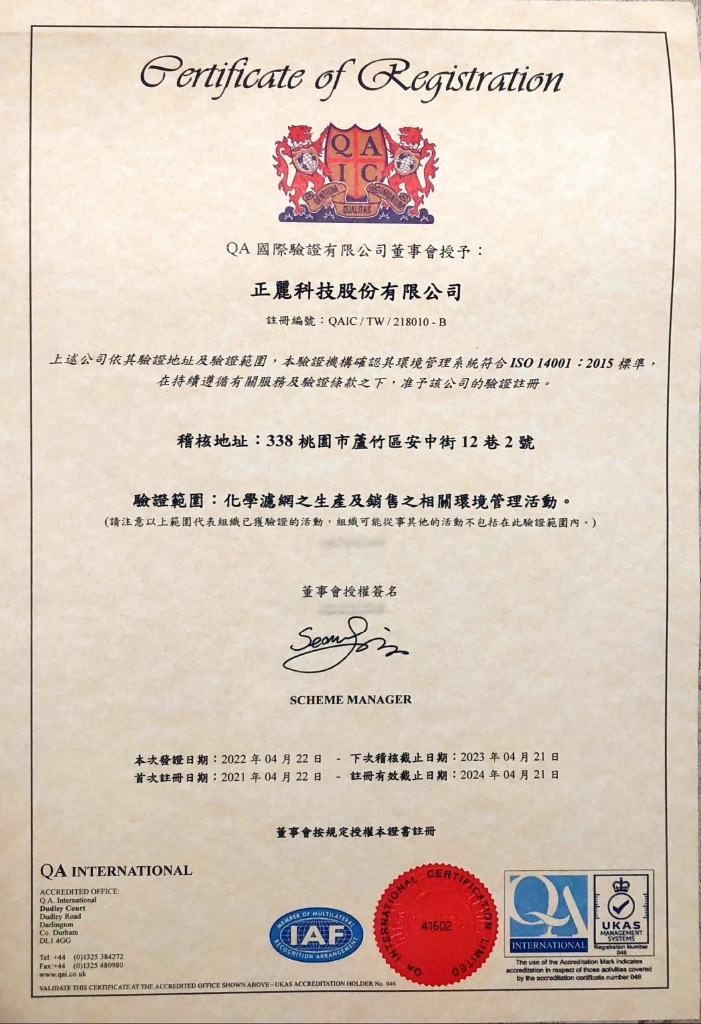 Certificate of Registration
QA
IC
QUALITAS
QA 國際驗證有限公司董事會授予：
正麗科技股份有限公司
註冊編號：QAIC / TW / 218010 - B
上述公司依其驗證地址及驗證範圍，本驗證機構確認其環境管理系統符合 ISO 14001：2015 標準，
在持續遵循有關服務及驗證條款之下，准予該公司的驗證註冊。
稽核地址：338 桃園市蘆竹區安中街 12 巷 2 號
驗證範圍：化學濾網之生產及銷售之相關環境管理活動。
(請注意以上範圍代表組織已獲驗證的活動，組織可能從事其他的活動不包括在此驗證範圍內。)
董事會授權簽名
SCHEME MANAGER
本次發證日期：2022 年 04 月 22 日 - 下次稽核截止日期：2023 年 04 月 21 日
首次註冊日期：2021 年 04 月 22 日 - 註冊有效截止日期：2024 年 04 月 21 日
董事會按規定授權本證書註冊
QA INTERNATIONAL
ACCREDITED OFFICE:
Q.A. International
Dudley Court
Dudley Road
Darlington
Co. Durham
DL1 4GG
Tel: +44 (0)1325 384272
Fax:+44 (0)1325 480980
www.qai.co.uk
MEMBER OF MULTILATERAL
IAF
RECOGNITION ARRANGEMENT
QA INTERNATIONAL CERTIFICATION LIMITED
41602
QA
INTERNATIONAL
UKAS
MANAGEMENT
SYSTEMS
Registration Number
046
The use of the Accreditation Mark indicates
accreditation in respect of those activities covered
by the accreditation certificate number 046
VALIDATE THIS CERTIFICATE AT THE ACCREDITED OFFICE SHOWN ABOVE - UKAS ACCREDITATION HOLDER No. 046